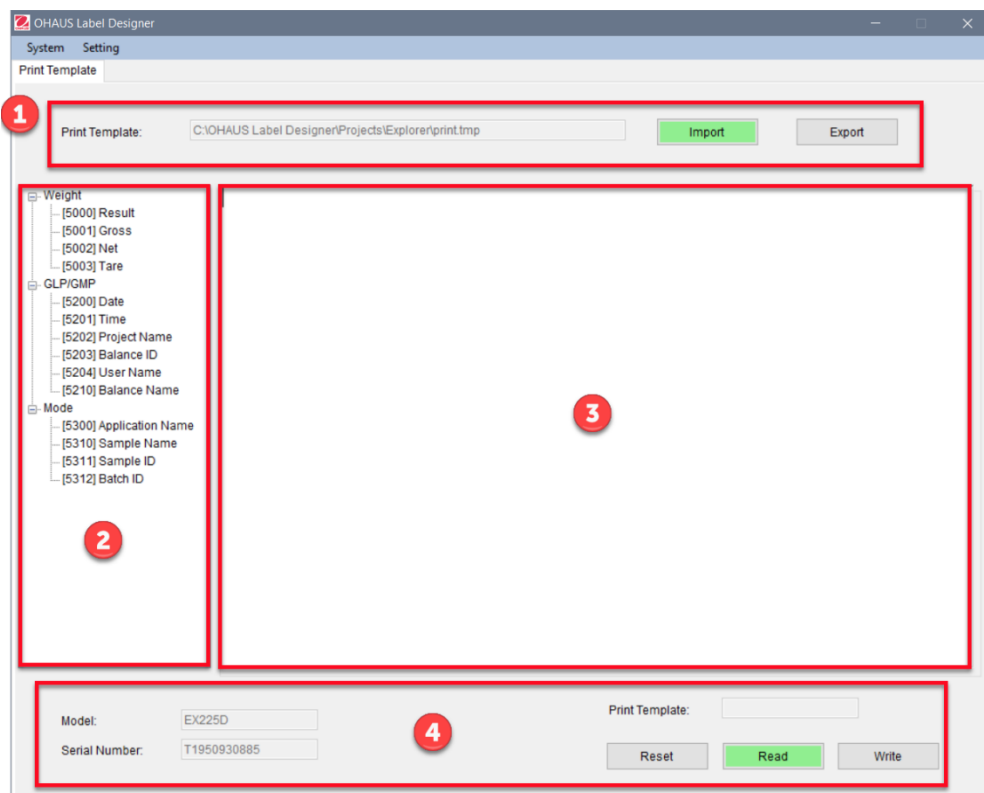 OHAUS Label Designer
System Setting
Print Template
1
Print Template: C:\OHAUS Label Designer\Projects\Explorer\print.tmp Import Export
Weight
[5000] Result
[5001] Gross
[5002] Net
[5003] Tare
GLP/GMP
[5200] Date
[5201] Time
[5202] Project Name
[5203] Balance ID
[5204] User Name
[5210] Balance Name
Mode
[5300] Application Name
[5310] Sample Name
[5311] Sample ID
[5312] Batch ID
2
3
Model: EX225D
Serial Number: T1950930885
4
Print Template:
Reset Read Write